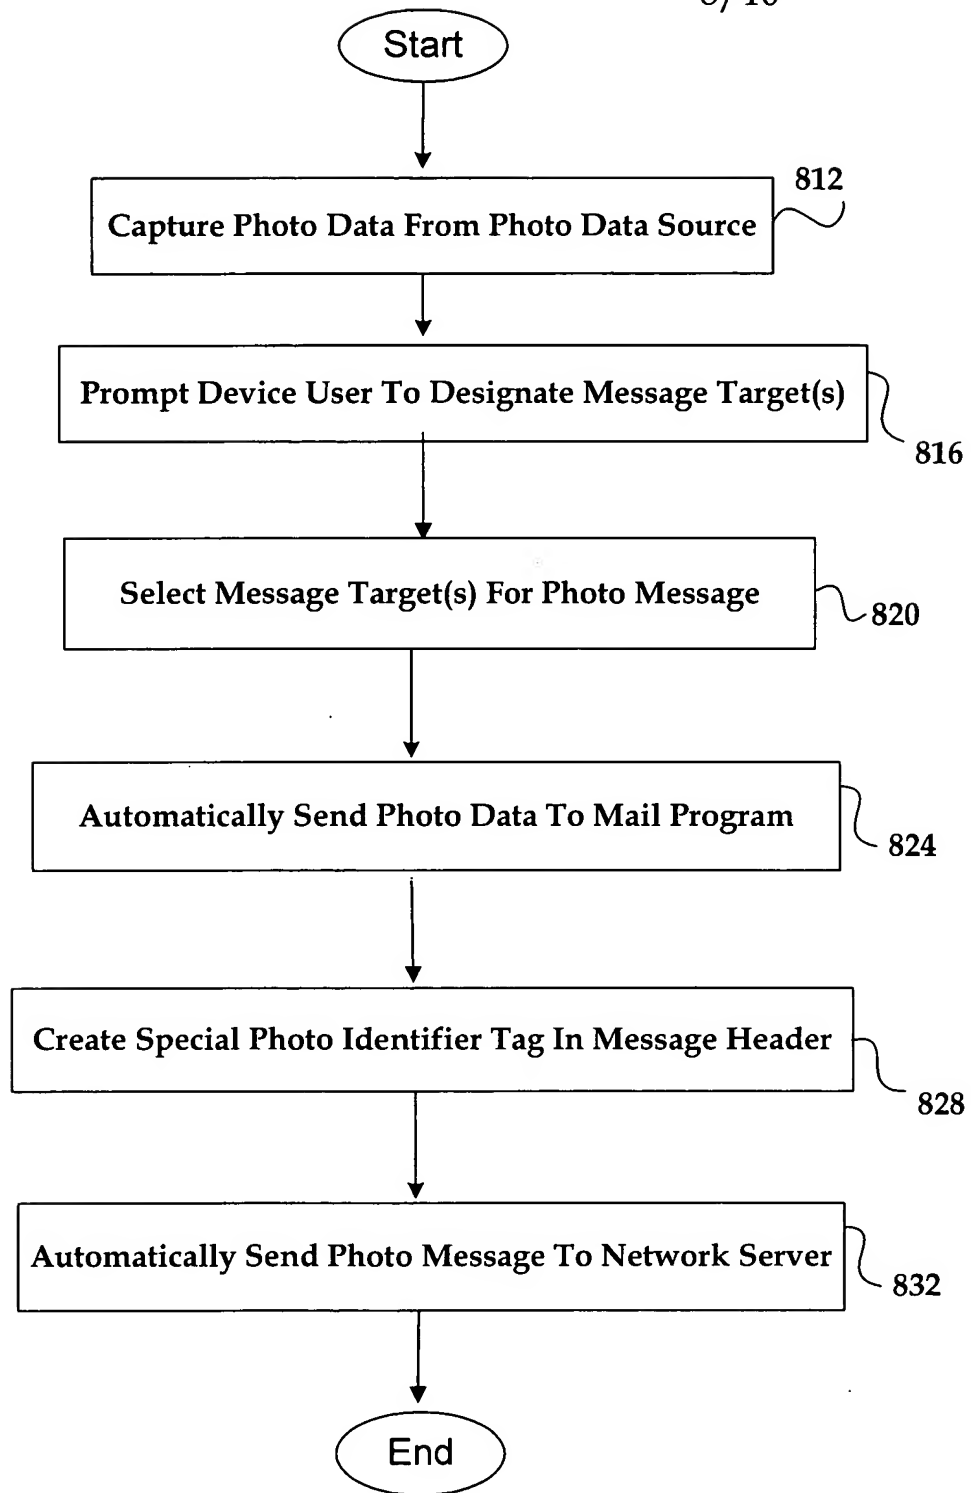 Start
812
Capture Photo Data From Photo Data Source
Prompt Device User To Designate Message Target(s)
816
Select Message Target(s) For Photo Message
820
Automatically Send Photo Data To Mail Program
824
Create Special Photo Identifier Tag In Message Header
828
Automatically Send Photo Message To Network Server
832
End